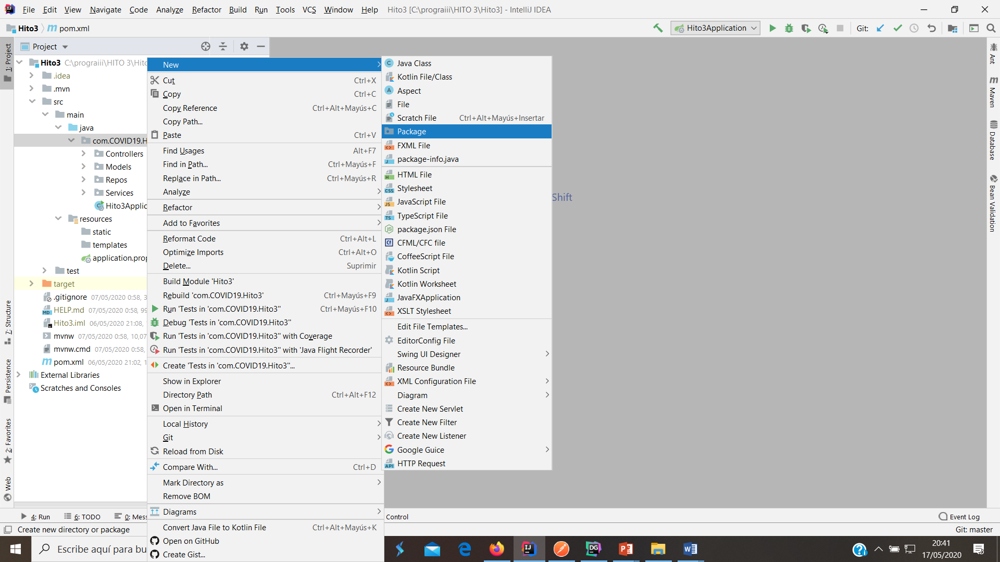 File Edit View Navigate Code Analyze Refactor Build Run Tools VCS Window Help Hito3 [C:\prograiii\HITO 3\Hito3] - IntelliJ IDEA
Hito3 pom.xml Hito3Application Git:
Project
1: Project
7: Structure
Persistence
2: Favorites
Web
Hito3 C:\prograiii\HITO 3\Hito
.idea
.mvn
src
main
java
com.COVID19.H
Controllers
Models
Repos
Services
Hito3Applic
resources
static
templates
application.prop
test
target
.gitignore 07/05/2020 0:58, 3
HELP.md 07/05/2020 0:58, 99
Hito3.iml 06/05/2020 21:08,
mvnw 07/05/2020 0:58, 10,07
mvnw.cmd 07/05/2020 0:58,
pom.xml 06/05/2020 21:02, 1
External Libraries
Scratches and Consoles
New
Cut Ctrl+X
Copy Ctrl+C
Copy Reference Ctrl+Alt+Mayús+C
Copy Path...
Paste Ctrl+V
Find Usages Alt+F7
Find in Path... Ctrl+Mayús+F
Replace in Path... Ctrl+Mayús+R
Analyze
Refactor
Add to Favorites
Reformat Code Ctrl+Alt+L
Optimize Imports Ctrl+Alt+O
Delete... Suprimir
Build Module 'Hito3'
Rebuild 'com.COVID19.Hito3' Ctrl+Mayús+F9
Run 'Tests in 'com.COVID19.Hito3'' Ctrl+Mayús+F10
Debug 'Tests in 'com.COVID19.Hito3''
Run 'Tests in 'com.COVID19.Hito3'' with Coverage
Run 'Tests in 'com.COVID19.Hito3'' with 'Java Flight Recorder'
Create 'Tests in 'com.COVID19.Hito3''...
Show in Explorer
Directory Path Ctrl+Alt+F12
Open in Terminal
Local History
Git
Reload from Disk
Compare With... Ctrl+D
Mark Directory as
Remove BOM
Diagrams
Convert Java File to Kotlin File Ctrl+Alt+Mayús+K
Open on GitHub
Create Gist...
Java Class
Kotlin File/Class
Aspect
File
Scratch File Ctrl+Alt+Mayús+Insertar
Package
FXML File
package-info.java
HTML File
Stylesheet
JavaScript File
TypeScript File
package.json File
CFML/CFC file
CoffeeScript File
Kotlin Script
Kotlin Worksheet
JavaFXApplication
XSLT Stylesheet
Edit File Templates...
EditorConfig File
Swing UI Designer
Resource Bundle
XML Configuration File
Diagram
Create New Servlet
Create New Filter
Create New Listener
Google Guice
HTTP Request
Shift
Ant
Maven
Database
Bean Validation
4: Run 6: TODO 0: Mess Control Event Log
Create new directory or package Git: master
Escribe aquí para bu
20:41
17/05/2020